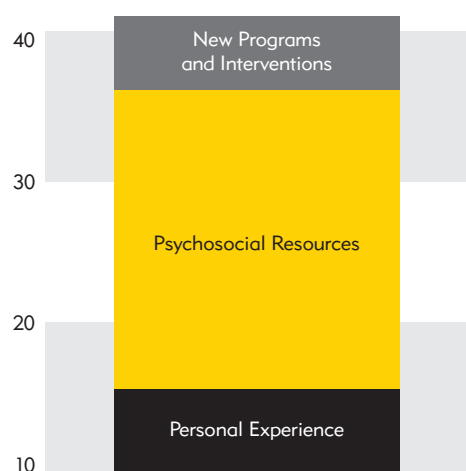 40
New Programs
and Interventions
30
Psychosocial Resources
20
Personal Experience
10